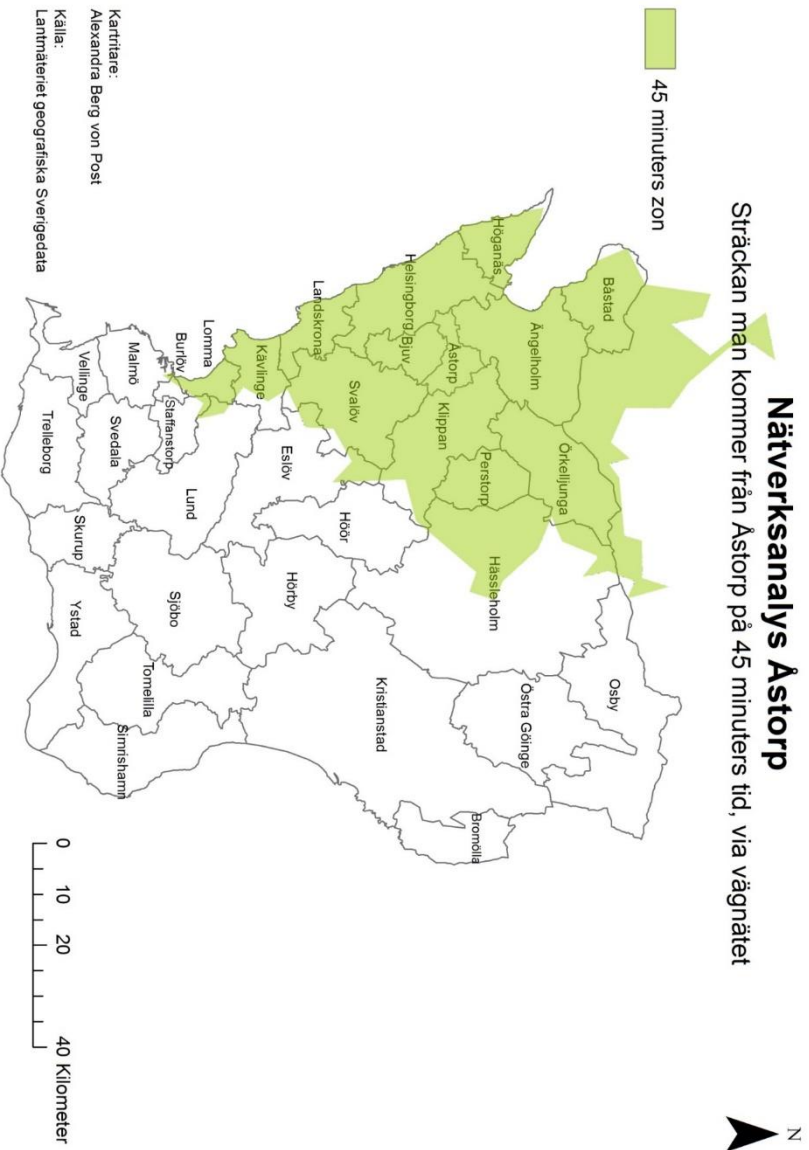 Nätverksanalys Åstorp
Sträckan man kommer från Åstorp på 45 minuters tid, via vägnätet
N
45 minuters zon
Båstad
Ängelholm
Örkelljunga
Osby
Höganäs
Åstorp
Klippan
Perstorp
Hässleholm
Östra Göinge
Helsingborg
Bjuv
Bromölla
Landskrona
Svalöv
Höör
Kristianstad
Kävlinge
Eslöv
Hörby
Lomma
Burlöv
Staffanstorp
Lund
Sjöbo
Malmö
Svedala
Tomelilla
Simrishamn
Vellinge
Skurup
Ystad
Trelleborg
Kartritare:
Alexandra Berg von Post
Källa:
Lantmäteriet geografiska Sverigedata
0 10 20 40 Kilometer